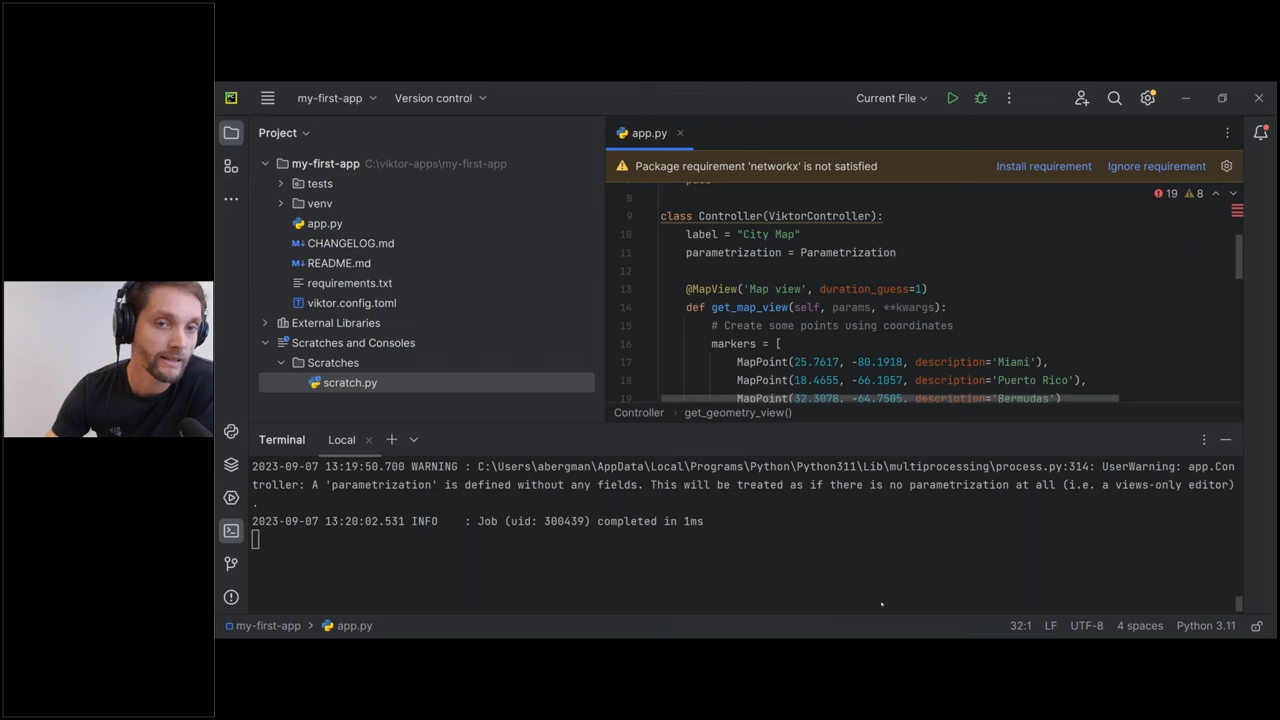 my-first-app
Version control
Current File
Project
app.py
my-first-app C:\viktor-apps\my-first-app
tests
venv
app.py
CHANGELOG.md
README.md
requirements.txt
viktor.config.toml
External Libraries
Scratches and Consoles
Scratches
scratch.py
Package requirement 'networkx' is not satisfied
Install requirement
Ignore requirement
19
8
8
9 class Controller(ViktorController):
10 label = "City Map"
11 parametrization = Parametrization
12
13 @MapView('Map view', duration_guess=1)
14 def get_map_view(self, params, **kwargs):
15 # Create some points using coordinates
16 markers = [
17 MapPoint(25.7617, -80.1918, description='Miami'),
18 MapPoint(18.4655, -66.1057, description='Puerto Rico'),
19 MapPoint(32.3078, -64.7505, description='Bermudas')
Controller
get_geometry_view()
Terminal
Local
2023-09-07 13:19:50.700 WARNING : C:\Users\abergman\AppData\Local\Programs\Python\Python311\Lib\multiprocessing\process.py:314: UserWarning: app.Con
troller: A 'parametrization' is defined without any fields. This will be treated as if there is no parametrization at all (i.e. a views-only editor)
.
2023-09-07 13:20:02.531 INFO : Job (uid: 300439) completed in 1ms
my-first-app
app.py
32:1
LF
UTF-8
4 spaces
Python 3.11